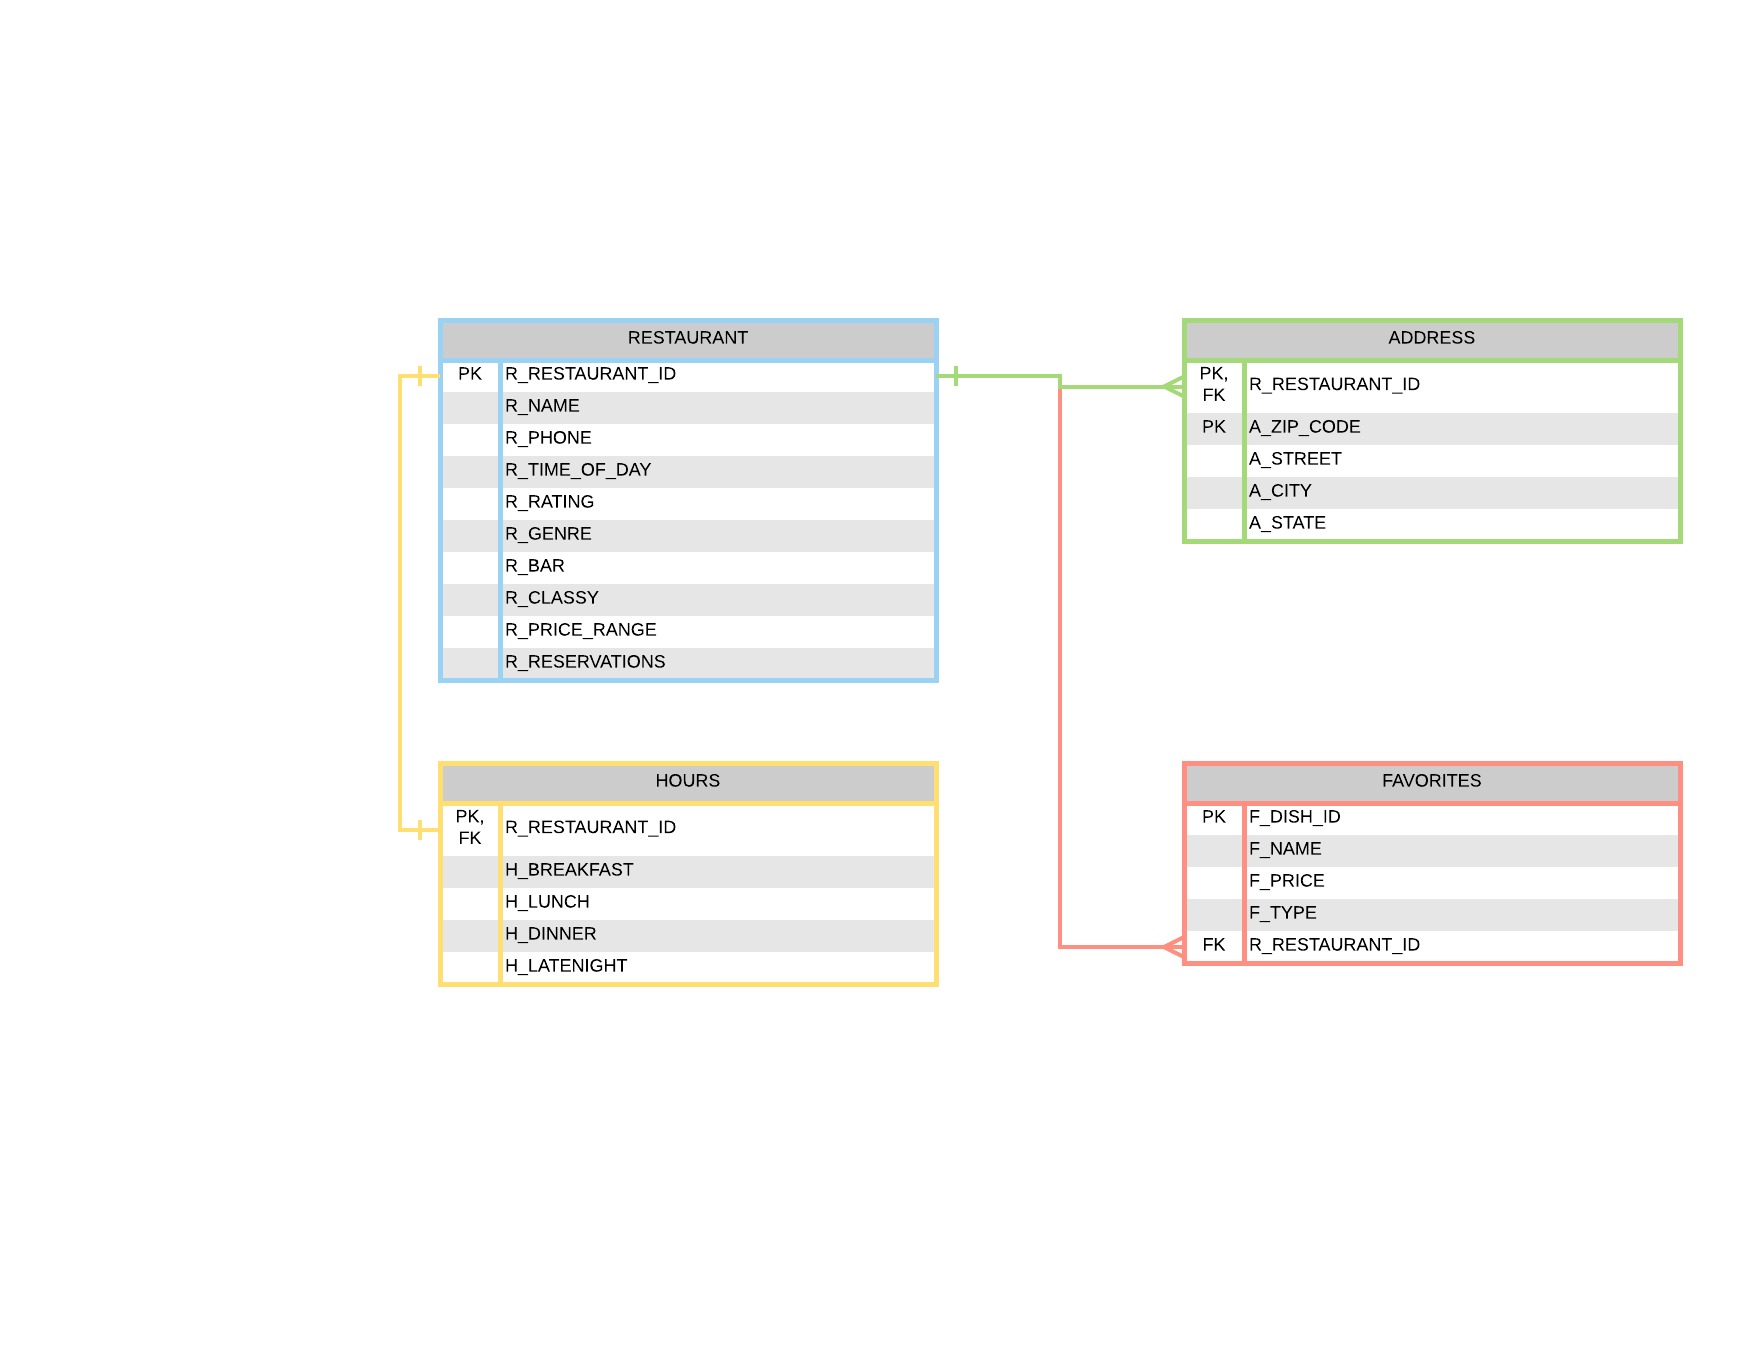 RESTAURANT
PK R_RESTAURANT_ID
R_NAME
R_PHONE
R_TIME_OF_DAY
R_RATING
R_GENRE
R_BAR
R_CLASSY
R_PRICE_RANGE
R_RESERVATIONS
ADDRESS
PK,
FK R_RESTAURANT_ID
PK A_ZIP_CODE
A_STREET
A_CITY
A_STATE
HOURS
PK,
FK R_RESTAURANT_ID
H_BREAKFAST
H_LUNCH
H_DINNER
H_LATENIGHT
FAVORITES
PK F_DISH_ID
F_NAME
F_PRICE
F_TYPE
FK R_RESTAURANT_ID